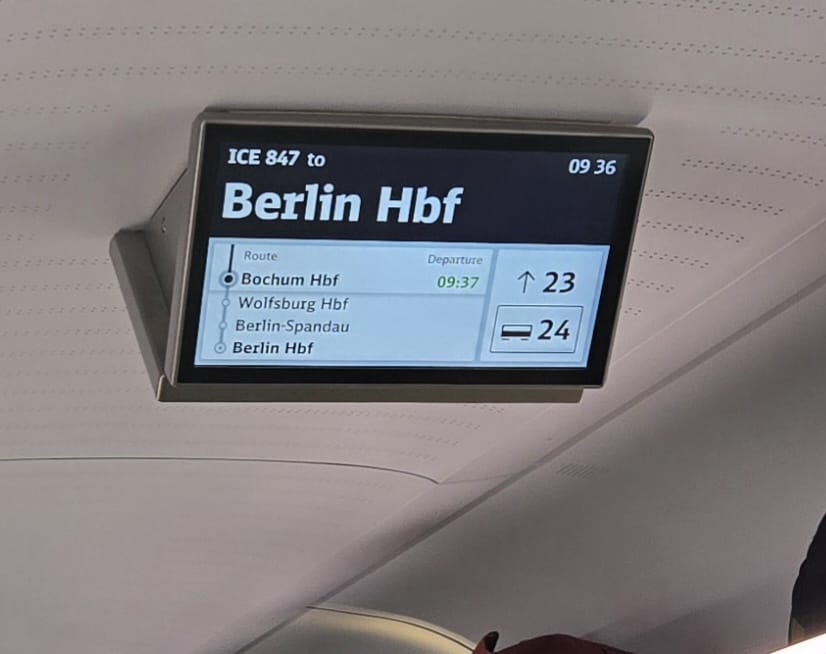 ICE 847 to
09 36
Berlin Hbf
Route
Departure
Bochum Hbf
09:37
Wolfsburg Hbf
Berlin-Spandau
Berlin Hbf
↑ 23
24